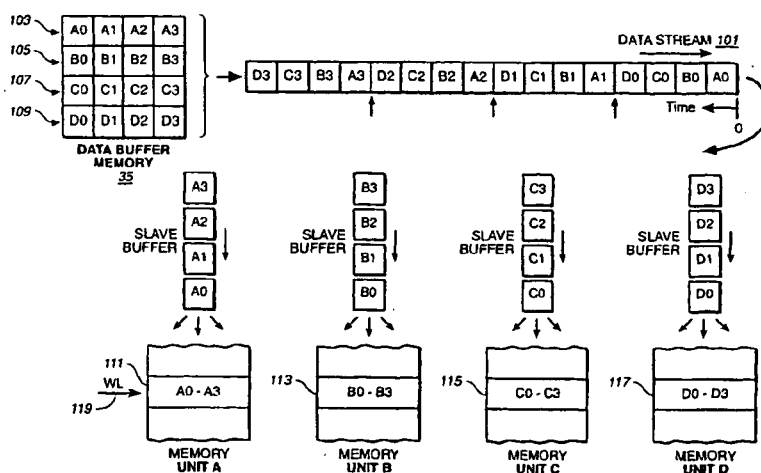 103
A0 A1 A2 A3
105
B0 B1 B2 B3
107
C0 C1 C2 C3
109
D0 D1 D2 D3
DATA BUFFER
MEMORY
35
DATA STREAM 101
D3 C3 B3 A3 D2 C2 B2 A2 D1 C1 B1 A1 D0 C0 B0 A0
Time
0
SLAVE
BUFFER
A3
A2
A1
A0
SLAVE
BUFFER
B3
B2
B1
B0
SLAVE
BUFFER
C3
C2
C1
C0
SLAVE
BUFFER
D3
D2
D1
D0
111
WL
119
A0 - A3
MEMORY
UNIT A
113
B0 - B3
MEMORY
UNIT B
115
C0 - C3
MEMORY
UNIT C
117
D0 - D3
MEMORY
UNIT D